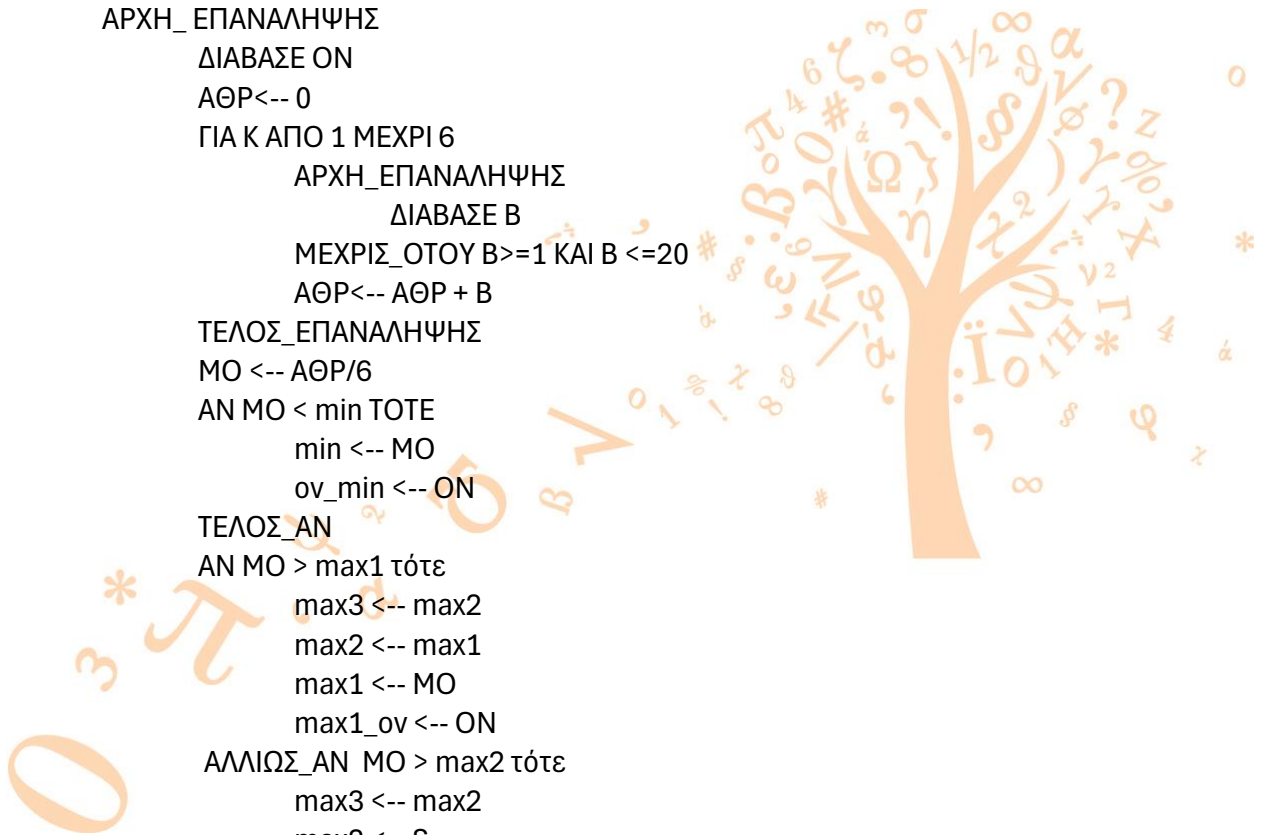 ΑΡΧΗ_ ΕΠΑΝΑΛΗΨΗΣ
ΔΙΑΒΑΣΕ ΟΝ
ΑΘΡ<-- 0
ΓΙΑ Κ ΑΠΟ 1 ΜΕΧΡΙ 6
ΑΡΧΗ_ΕΠΑΝΑΛΗΨΗΣ
ΔΙΑΒΑΣΕ Β
ΜΕΧΡΙΣ_ΟΤΟΥ Β>=1 ΚΑΙ Β <=20
ΑΘΡ<-- ΑΘΡ + Β
ΤΕΛΟΣ_ΕΠΑΝΑΛΗΨΗΣ
ΜΟ <-- ΑΘΡ/6
ΑΝ ΜΟ < min ΤΟΤΕ
min <-- ΜΟ
ov_min <-- ΟΝ
ΤΕΛΟΣ_ΑΝ
ΑΝ ΜΟ > max1 τότε
max3 <-- max2
max2 <-- max1
max1 <-- ΜΟ
max1_ον <-- ΟΝ
ΑΛΛΙΩΣ_ΑΝ ΜΟ > max2 τότε
max3 <-- max2